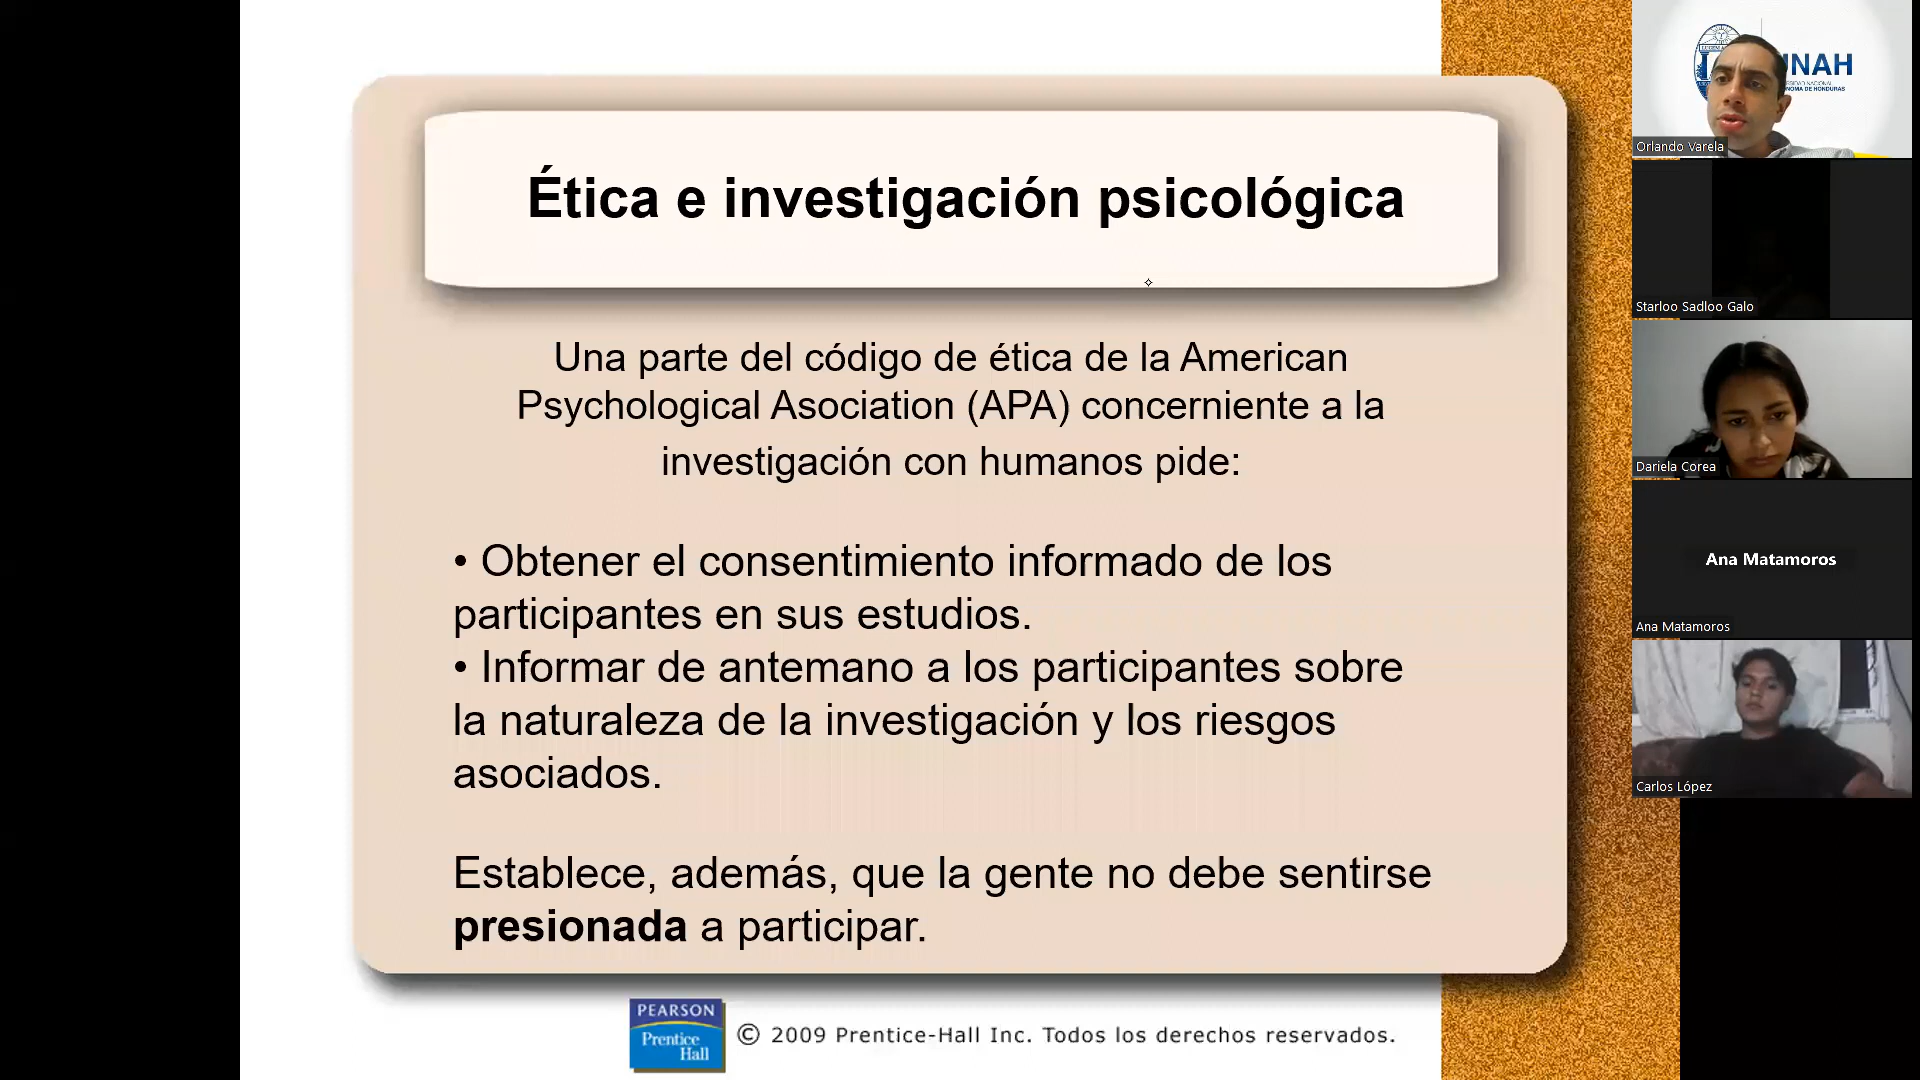 Ética e investigación psicológica
Una parte del código de ética de la American
Psychological Asociation (APA) concerniente a la
investigación con humanos pide:
• Obtener el consentimiento informado de los
participantes en sus estudios.
• Informar de antemano a los participantes sobre
la naturaleza de la investigación y los riesgos
asociados.
Establece, además, que la gente no debe sentirse
presionada a participar.
PEARSON
Prentice
Hall
© 2009 Prentice-Hall Inc. Todos los derechos reservados.
NAH
NOMA DE HONDURAS
Orlando Varela
Starloo Sadloo Galo
Dariela Corea
Ana Matamoros
Ana Matamoros
Carlos López